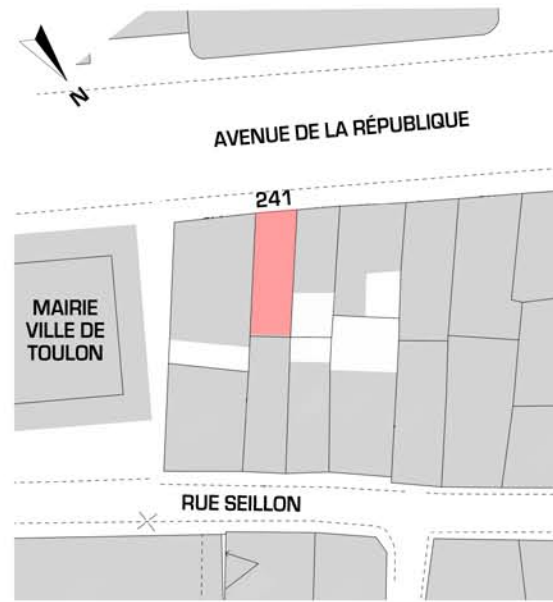 N
AVENUE DE LA RÉPUBLIQUE
241
MAIRIE
VILLE DE
TOULON
RUE SEILLON